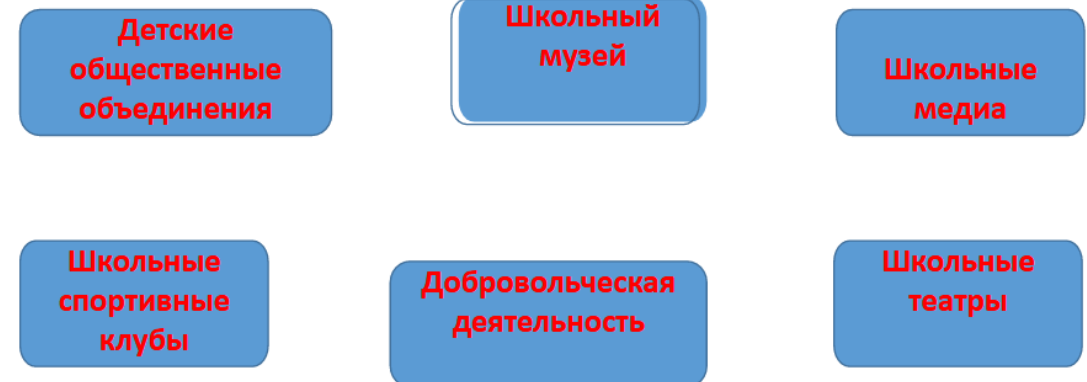 Детские
общественные
объединения
Школьный
музей
Школьные
медиа
Школьные
спортивные
клубы
Добровольческая
деятельность
Школьные
театры